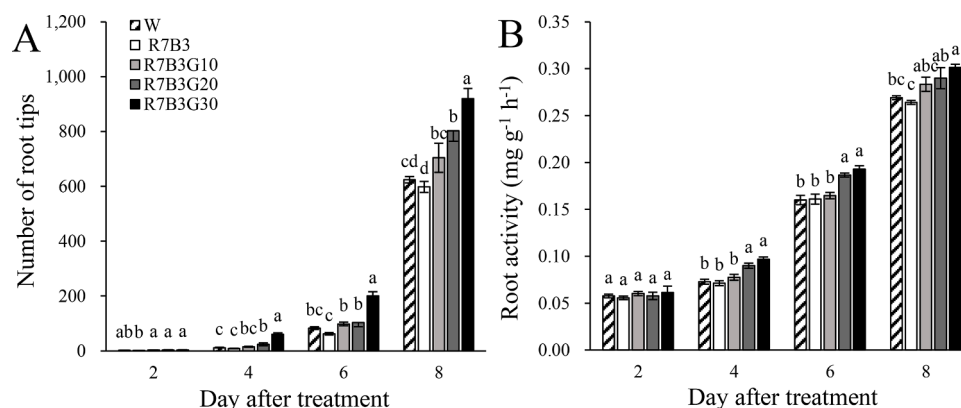 A
Number of root tips
1,200
1,000
800
600
400
200
0
W
R7B3
R7B3G10
R7B3G20
R7B3G30
ab b a a a
c c bc b a
bc c b b a
cd d bc b a
2 4 6 8
Day after treatment
B
Root activity (mg g⁻¹ h⁻¹)
0.35
0.30
0.25
0.20
0.15
0.10
0.05
0.00
a a a a a
b b b a a
b b b a a
bc c abc ab a
2 4 6 8
Day after treatment